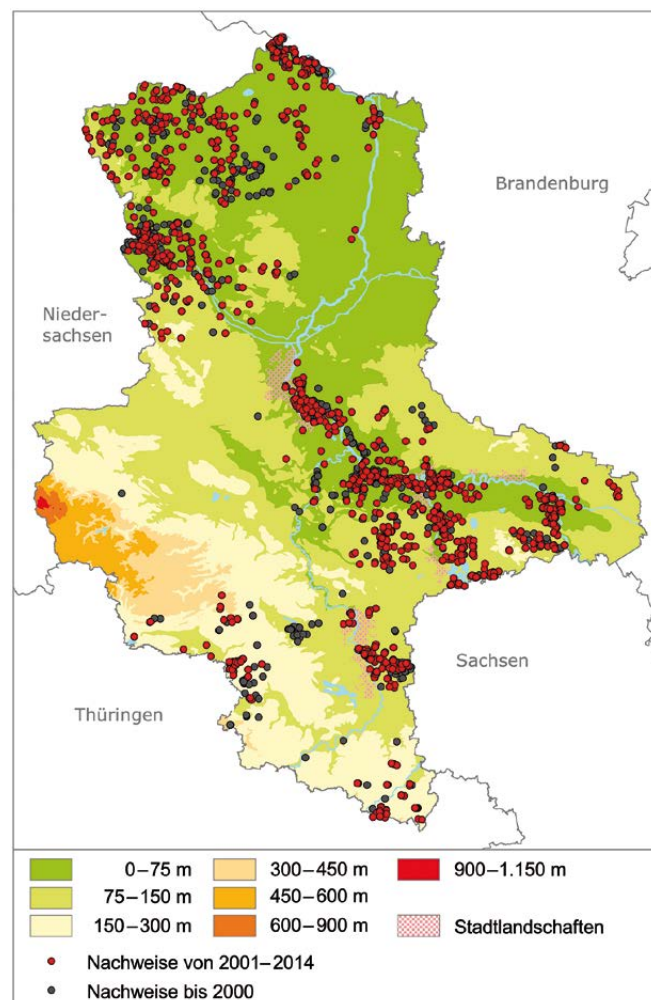 Brandenburg
Nieder-
sachsen
Sachsen
Thüringen
0–75 m
300–450 m
900–1.150 m
75–150 m
450–600 m
150–300 m
600–900 m
Stadtlandschaften
Nachweise von 2001–2014
Nachweise bis 2000